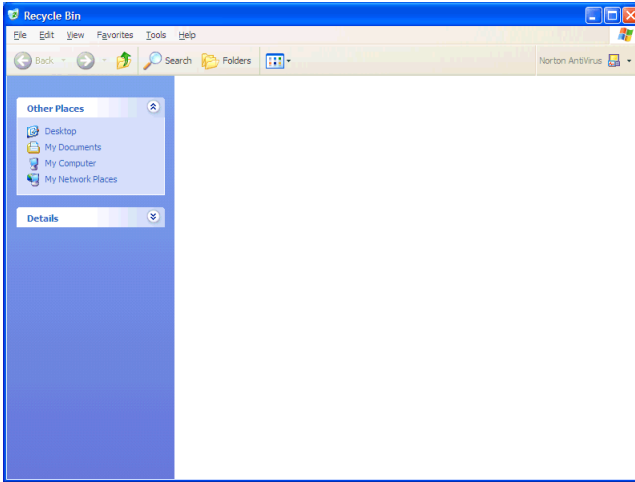 Recycle Bin
File Edit View Favorites Tools Help
Back Search Folders Norton AntiVirus
Other Places
Desktop
My Documents
My Computer
My Network Places
Details